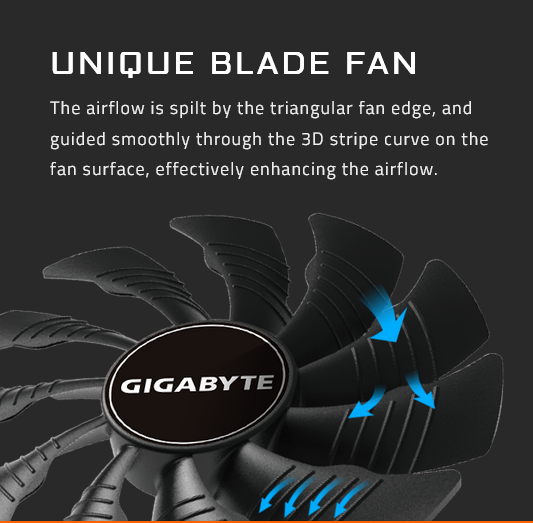 UNIQUE BLADE FAN
The airflow is spilt by the triangular fan edge, and
guided smoothly through the 3D stripe curve on the
fan surface, effectively enhancing the airflow.
GIGABYTE